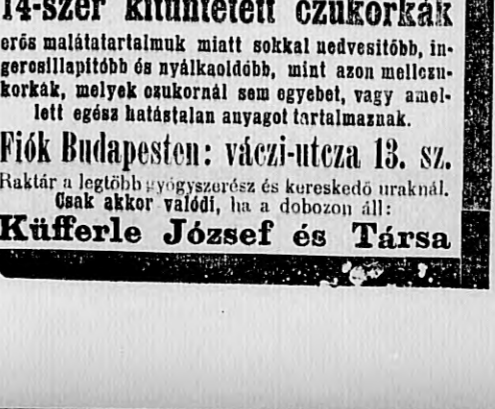 14-szer kitüntetett czukorkák
erős malátatartalmuk miatt sokkal nedvesitőbb, in-
gerosillapitóbb és nyálkaoldóbb, mint azon mellczu-
korkák, melyek czukornál sem egyebet, vagy amel-
lett egész hatástalan anyagot tartalmaznak.
Fiók Budapesten: váczi-utcza 13. sz.
Raktár a legtöbb gyógyszerész és kereskedő uraknál.
Csak akkor valódi, ha a dobozon áll:
Küfferle József és Társa